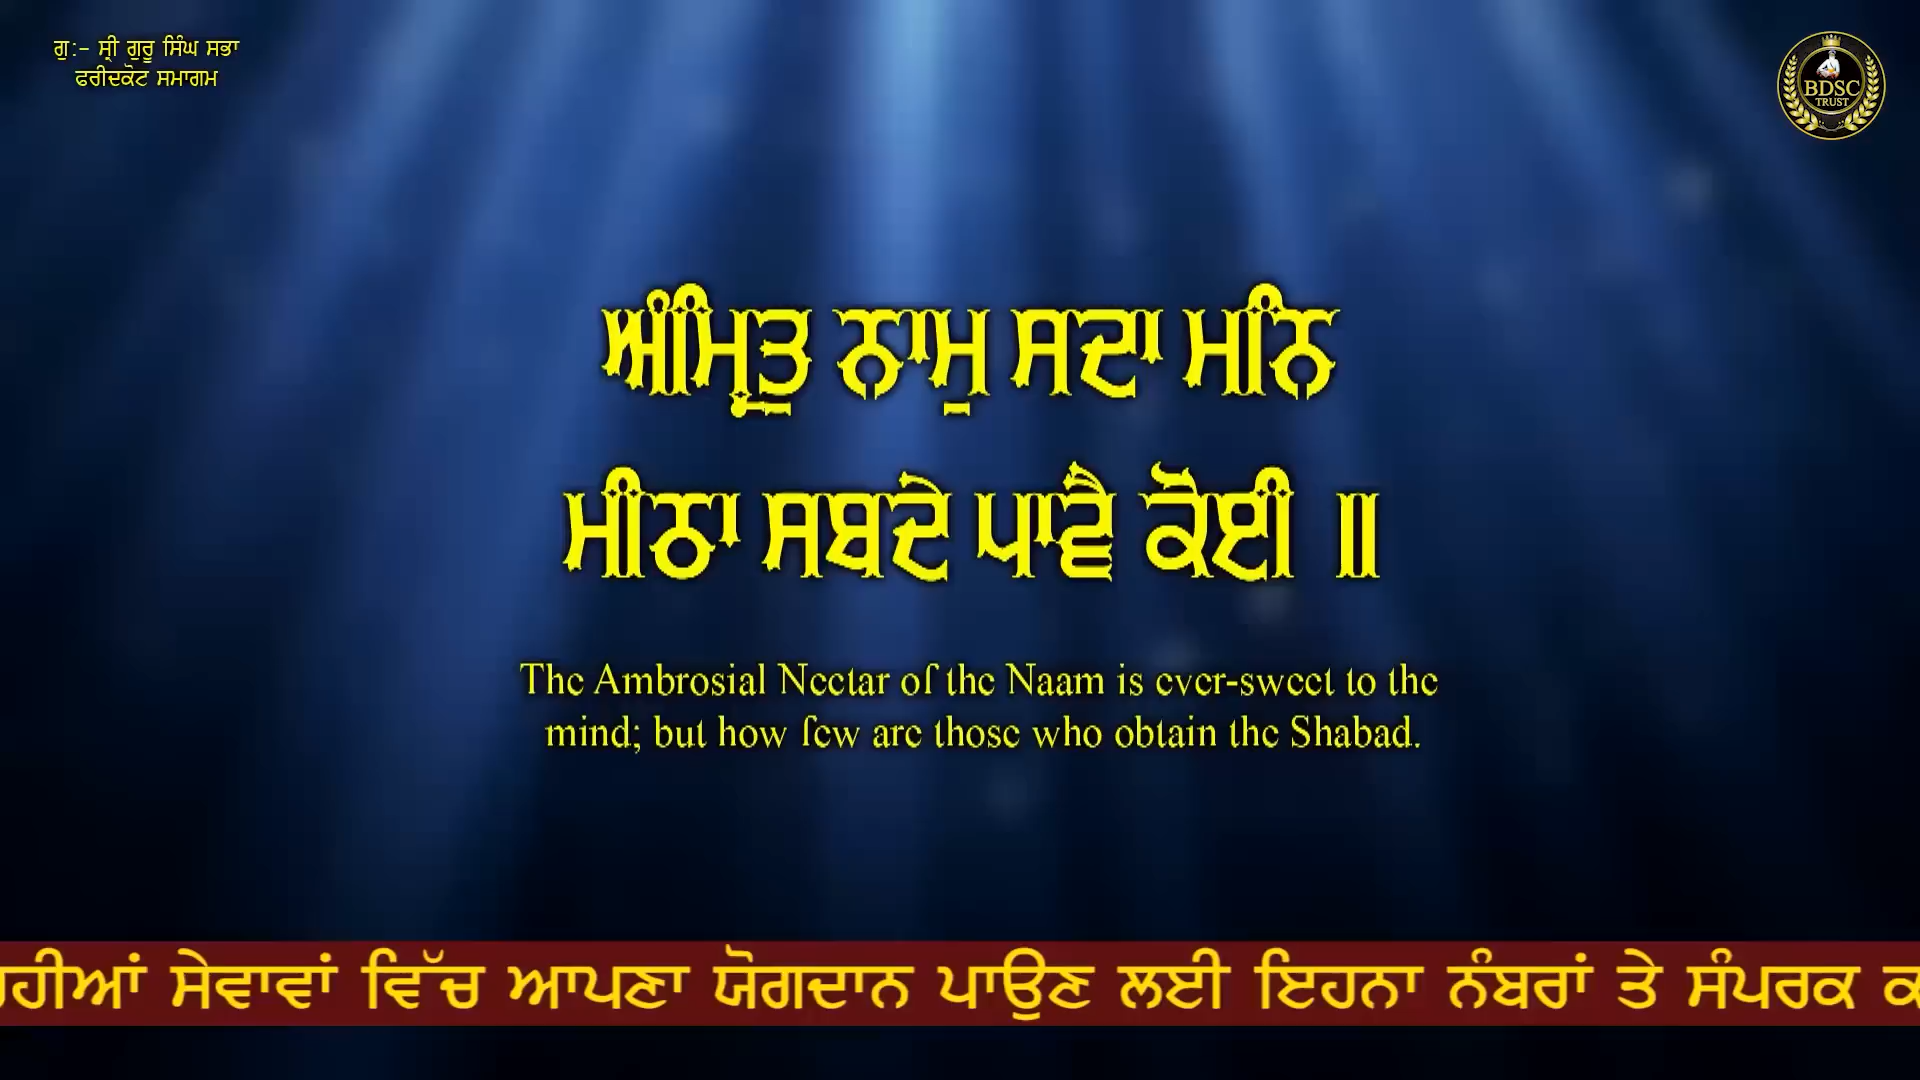 ਗੁ:- ਸ੍ਰੀ ਗੁਰੂ ਸਿੰਘ ਸਭਾ
ਫਰੀਦਕੋਟ ਸਮਾਗਮ
BDSC
TRUST
ਅੰਮ੍ਰਿਤੁ ਨਾਮੁ ਸਦਾ ਮਨਿ
ਮੀਠਾ ਸਬਦੇ ਪਾਵੈ ਕੋਈ ॥
The Ambrosial Nectar of the Naam is ever-sweet to the
mind; but how few are those who obtain the Shabad.
ਸੇਵਾਵਾਂ ਵਿੱਚ ਆਪਣਾ ਯੋਗਦਾਨ ਪਾਉਣ ਲਈ ਇਹਨਾ ਨੰਬਰਾਂ ਤੇ ਸੰਪਰਕ